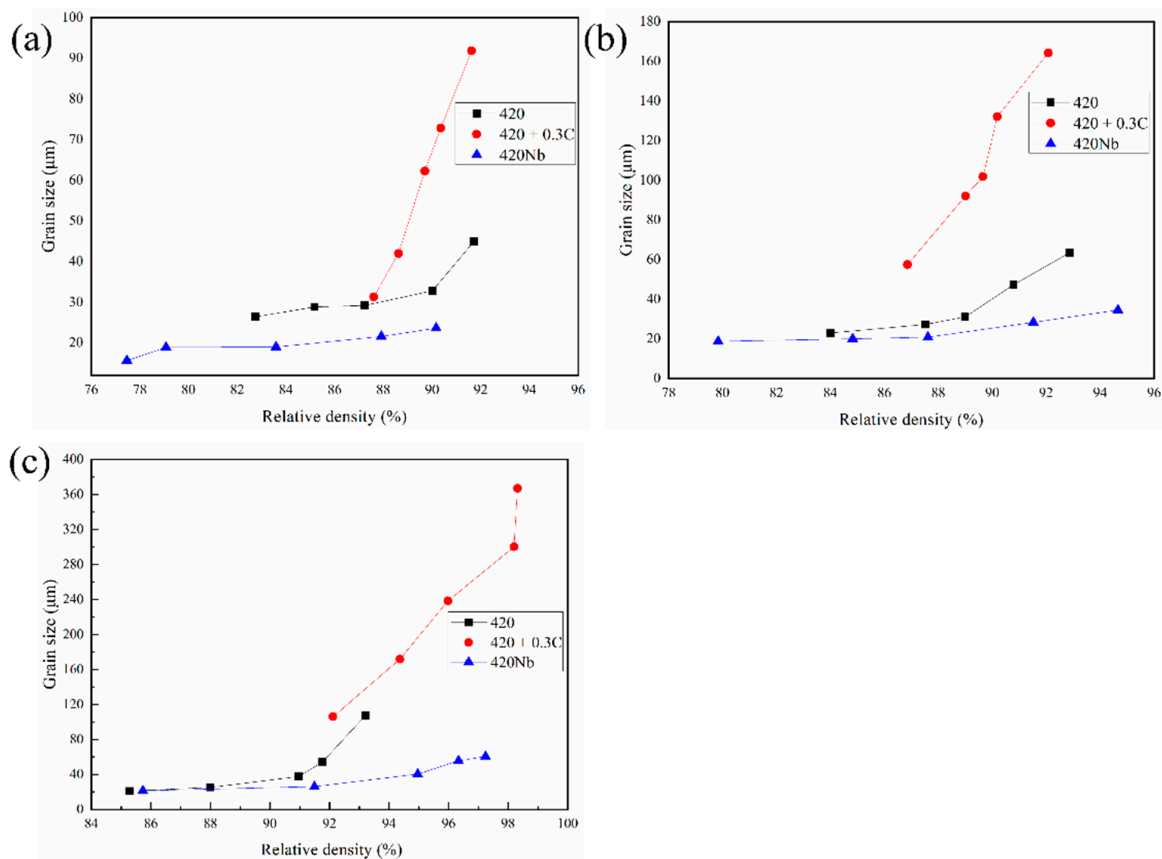 (a)
100
90
80
70
60
50
40
30
20
Grain size (μm)
420
420 + 0.3C
420Nb
76 78 80 82 84 86 88 90 92 94 96
Relative density (%)
(b)
180
160
140
120
100
80
60
40
20
0
Grain size (μm)
420
420 + 0.3C
420Nb
78 80 82 84 86 88 90 92 94 96
Relative density (%)
(c)
400
360
320
280
240
200
160
120
80
40
0
Grain size (μm)
420
420 + 0.3C
420Nb
84 86 88 90 92 94 96 98 100
Relative density (%)